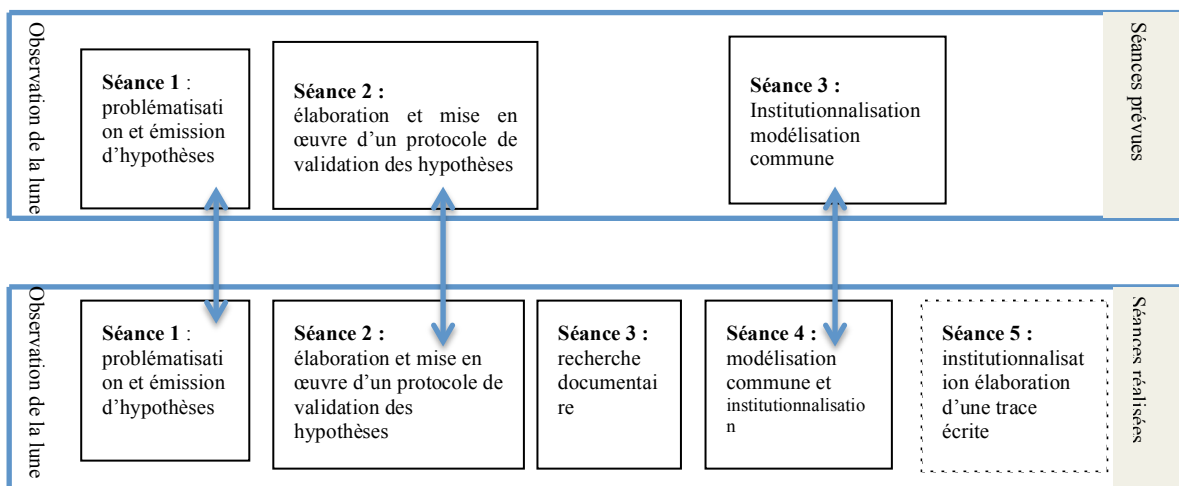 Observation de la lune
Séance 1 :
problématisati
on et émission
d'hypothèses
Séance 2 :
élaboration et mise en
œuvre d'un protocole de
validation des hypothèses
Séance 3 :
Institutionnalisation
modélisation
commune
Séances prévues
Observation de la lune
Séance 1 :
problématisati
on et émission
d'hypothèses
Séance 2 :
élaboration et mise en
œuvre d'un protocole de
validation des
hypothèses
Séance 3 :
recherche
documentai
re
Séance 4 :
modélisation
commune et
institutionnalisatio
n
Séance 5 :
institutionnalisat
ion élaboration
d'une trace
écrite
Séances réalisées